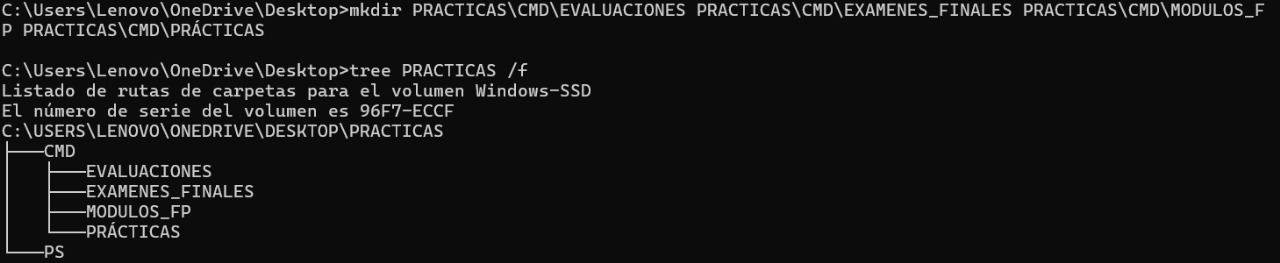 C:\Users\Lenovo\OneDrive\Desktop>mkdir PRACTICAS\CMD\EVALUACIONES PRACTICAS\CMD\EXAMENES_FINALES PRACTICAS\CMD\MODULOS_F
P PRACTICAS\CMD\PRÁCTICAS
C:\Users\Lenovo\OneDrive\Desktop>tree PRACTICAS /f
Listado de rutas de carpetas para el volumen Windows-SSD
El número de serie del volumen es 96F7-ECCF
C:\USERS\LENOVO\ONEDRIVE\DESKTOP\PRACTICAS
├───CMD
│   ├───EVALUACIONES
│   ├───EXAMENES_FINALES
│   ├───MODULOS_FP
│   └───PRÁCTICAS
└───PS